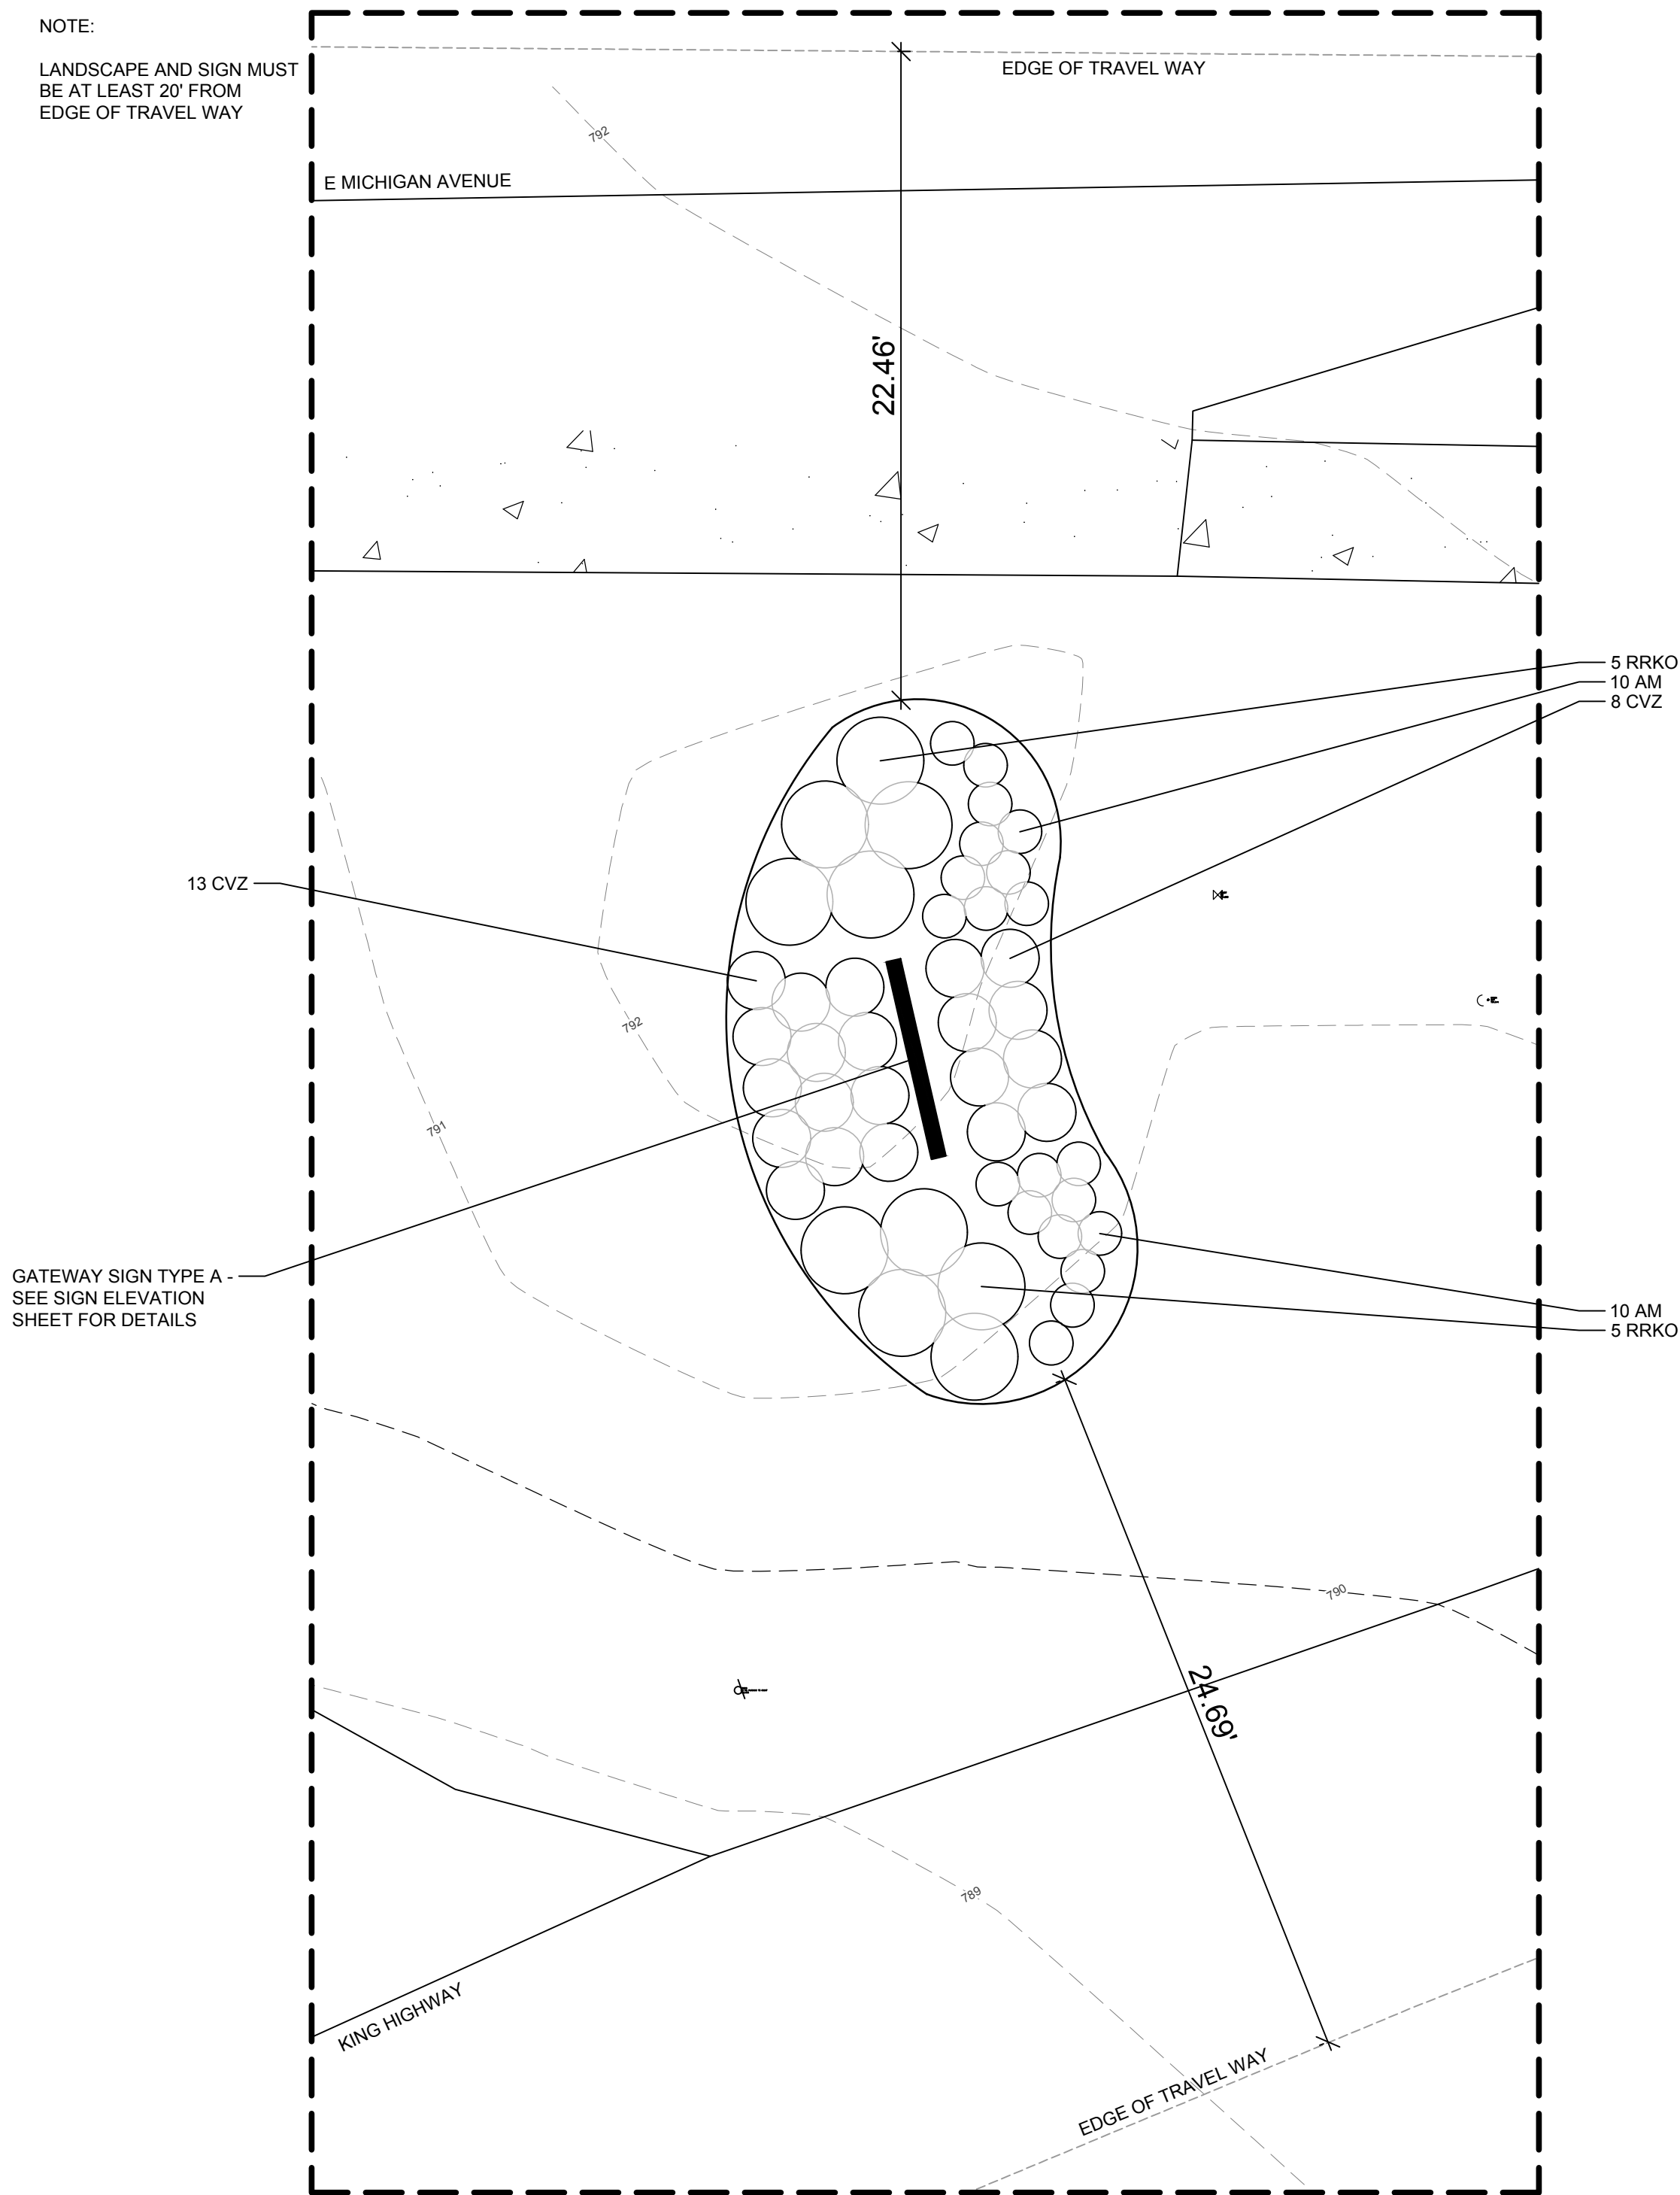 NOTE:
LANDSCAPE AND SIGN MUST
BE AT LEAST 20' FROM
EDGE OF TRAVEL WAY
EDGE OF TRAVEL WAY
792
E MICHIGAN AVENUE
22.46'
5 RRKO
10 AM
8 CVZ
13 CVZ
792
791
GATEWAY SIGN TYPE A -
SEE SIGN ELEVATION
SHEET FOR DETAILS
10 AM
5 RRKO
790
24.69'
789
KING HIGHWAY
EDGE OF TRAVEL WAY